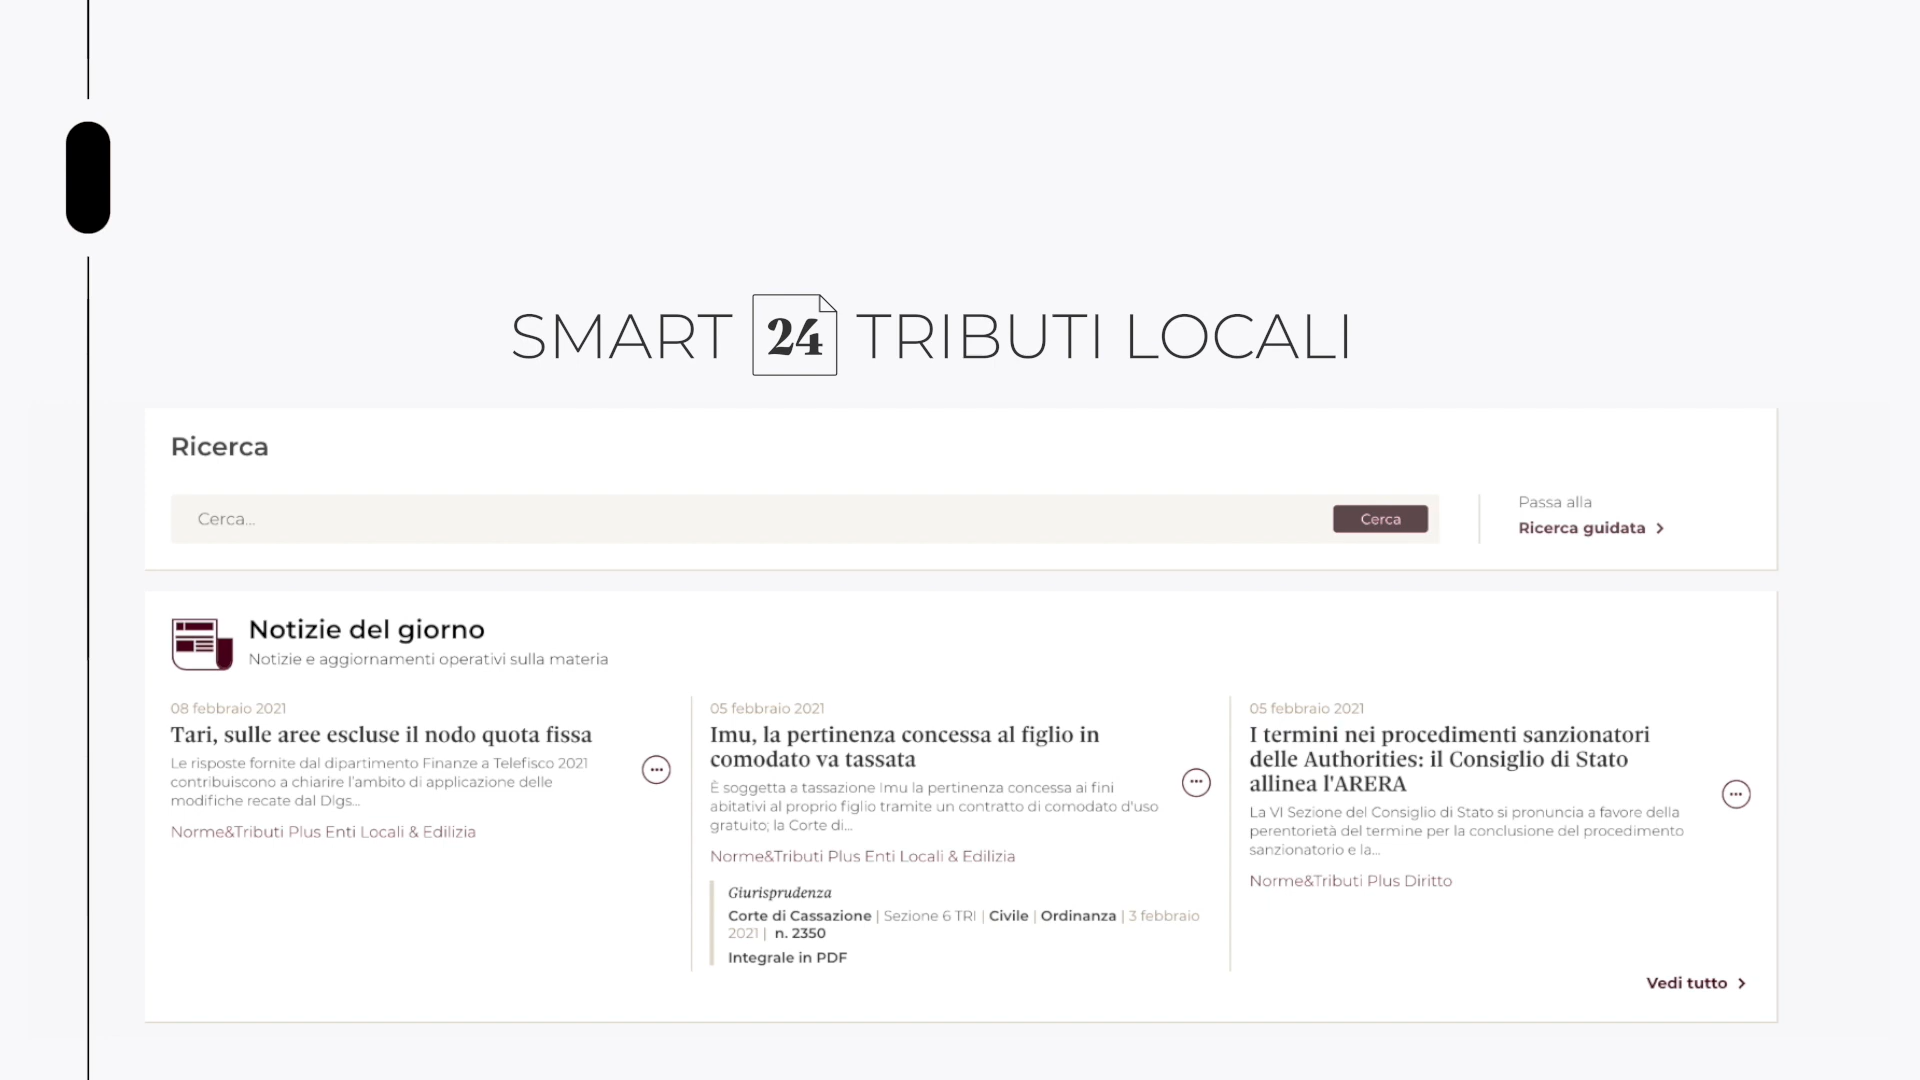 SMART 24 TRIBUTI LOCALI
Ricerca
Cerca...
Cerca
Passa alla
Ricerca guidata
Notizie del giorno
Notizie e aggiornamenti operativi sulla materia
08 febbraio 2021
Tari, sulle aree escluse il nodo quota fissa
Le risposte fornite dal dipartimento Finanze a Telefisco 2021
contribuiscono a chiarire l'ambito di applicazione delle
modifiche recate dal Dlgs...
Norme&Tributi Plus Enti Locali & Edilizia
05 febbraio 2021
Imu, la pertinenza concessa al figlio in
comodato va tassata
È soggetta a tassazione Imu la pertinenza concessa ai fini
abitativi al proprio figlio tramite un contratto di comodato d'uso
gratuito; la Corte di...
Norme&Tributi Plus Enti Locali & Edilizia
Giurisprudenza
Corte di Cassazione | Sezione 6 TRI | Civile | Ordinanza | 3 febbraio
2021 | n. 2350
Integrale in PDF
05 febbraio 2021
I termini nei procedimenti sanzionatori
delle Authorities: il Consiglio di Stato
allinea l'ARERA
La VI Sezione del Consiglio di Stato si pronuncia a favore della
perentorietà del termine per la conclusione del procedimento
sanzionatorio e la...
Norme&Tributi Plus Diritto
Vedi tutto